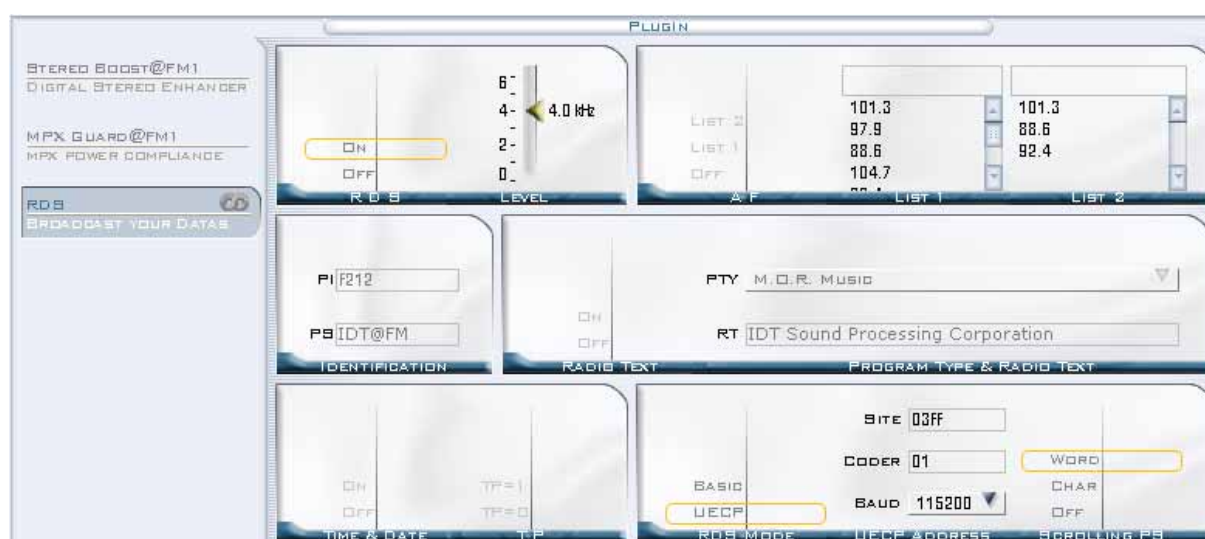 Plugin
Stereo Boost@FM1
Digital Stereo Enhancer
MPX Guard@FM1
MPX power compliance
RDS
Broadcast your Datas
6
4
2
0
4.0 kHz
On
Off
RDS
Level
List 2
List 1
Off
AF
101.3
97.9
88.6
104.7
List 1
101.3
88.6
92.4
List 2
PI F212
PS IDT@FM
Identification
On
Off
Radio Text
PTY M.O.R. Music
RT IDT Sound Processing Corporation
Program Type & Radio Text
On
Off
Time & Date
TP=1
TP=0
TP
Basic
UECP
RDS Mode
Site 03FF
Coder 01
Baud 115200
UECP address
Word
Char
Off
Scrolling PS